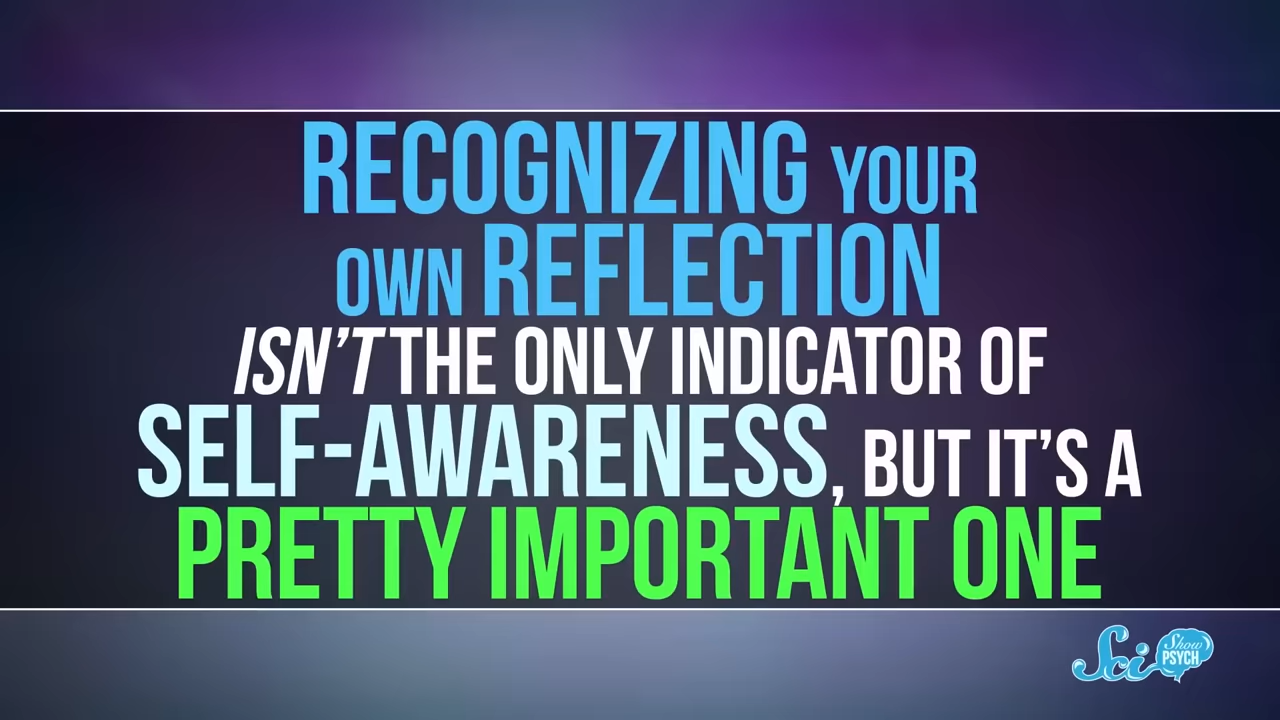 RECOGNIZING YOUR
OWN REFLECTION
ISN'T THE ONLY INDICATOR OF
SELF-AWARENESS, BUT IT'S A
PRETTY IMPORTANT ONE
Sci Show
PSYCH